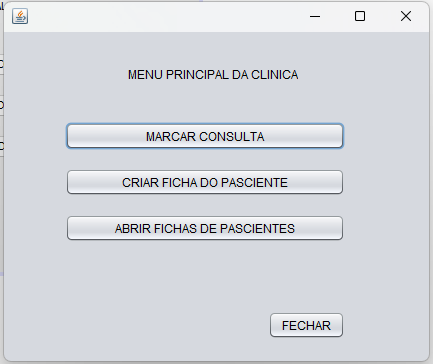 MENU PRINCIPAL DA CLINICA
MARCAR CONSULTA
CRIAR FICHA DO PASCIENTE
ABRIR FICHAS DE PASCIENTES
FECHAR